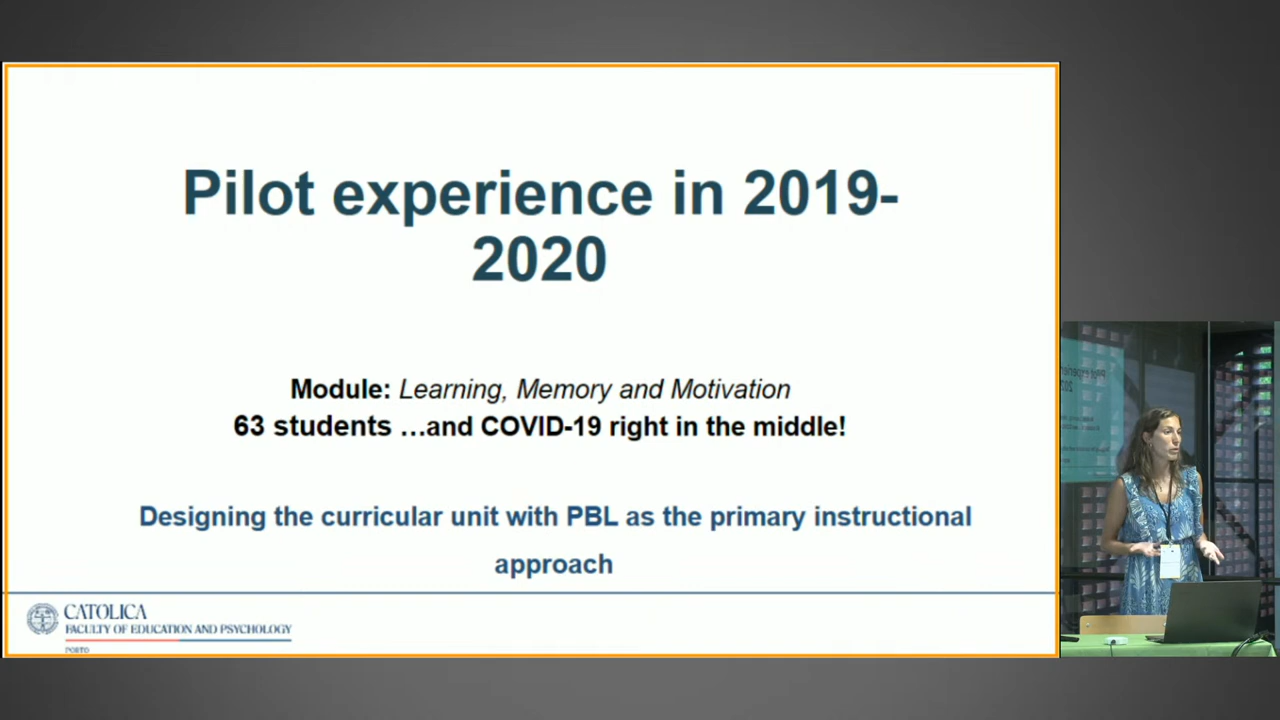 Pilot experience in 2019-
2020
Module: Learning, Memory and Motivation
63 students ...and COVID-19 right in the middle!
Designing the curricular unit with PBL as the primary instructional
approach
CATOLICA
FACULTY OF EDUCATION AND PSYCHOLOGY
PORTO